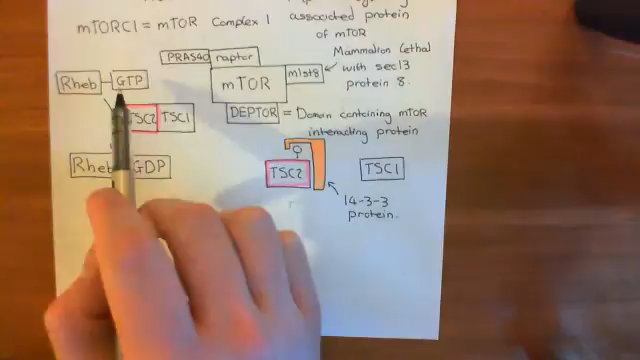 mTORC1 = mTOR Complex 1 associated protein
of mTOR
PRAS40 raptor
Mammalian Lethal
with sec13
protein 8.
Rheb GTP
mTOR
mlst8
TSC2 TSC1
DEPTOR = Domain containing mTOR
interacting protein
Rheb GDP
TSC2
TSC1
14-3-3
protein.